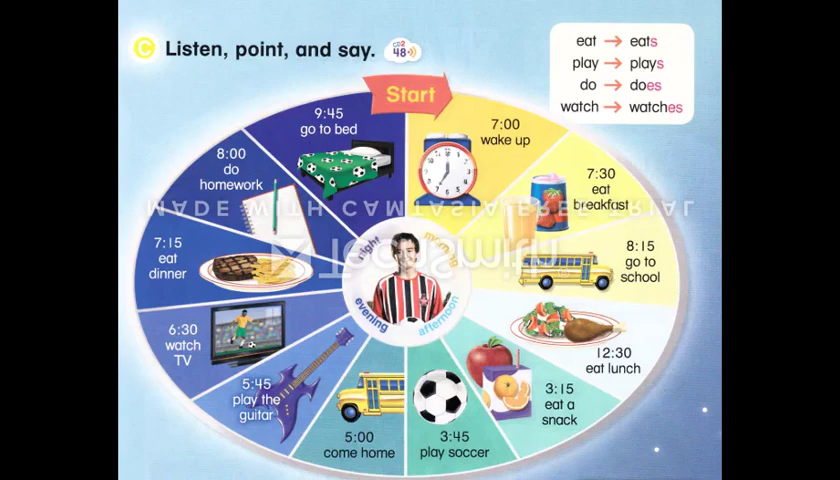 C Listen, point, and say.
CD2
48
eat → eats
play → plays
do → does
watch → watches
Start
7:00
wake up
7:30
eat
breakfast
8:15
go to
school
12:30
eat lunch
3:15
eat a
snack
3:45
play soccer
5:00
come home
5:45
play the
guitar
6:30
watch
TV
7:15
eat
dinner
8:00
do
homework
9:45
go to bed
night
morning
afternoon
evening
MADE WITH CAMTASIA FREE TRIAL
TechSmith